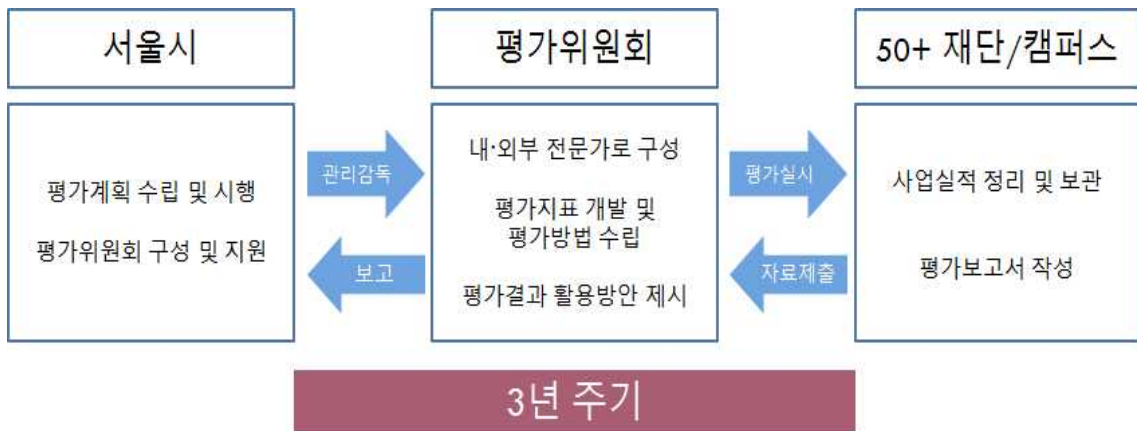 서울시
평가위원회
50+ 재단/캠퍼스
평가계획 수립 및 시행
평가위원회 구성 및 지원
관리감독
보고
내·외부 전문가로 구성
평가지표 개발 및
평가방법 수립
평가결과 활용방안 제시
평가실시
자료제출
사업실적 정리 및 보관
평가보고서 작성
3년 주기